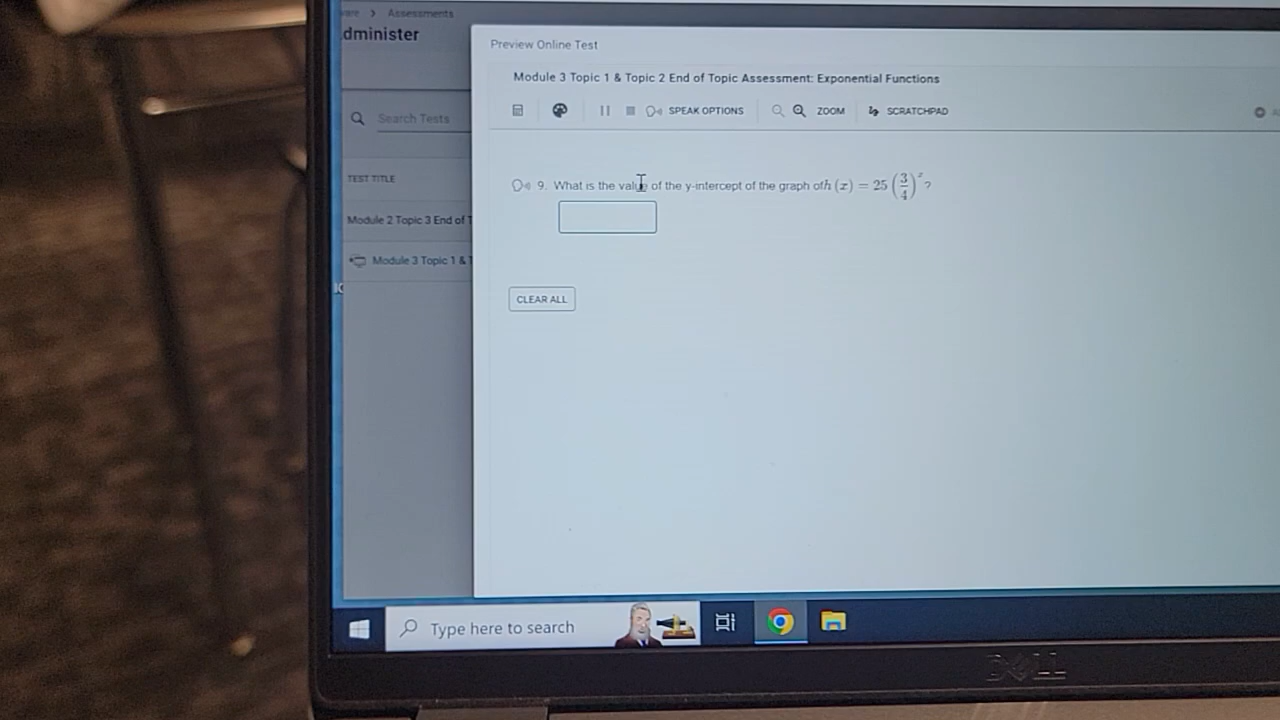 > Assessments
dminister
Search Tests
TEST TITLE
Module 2 Topic 3 End of T
Module 3 Topic 1 & T
Preview Online Test
Module 3 Topic 1 & Topic 2 End of Topic Assessment: Exponential Functions
SPEAK OPTIONS ZOOM SCRATCHPAD
9. What is the value of the y-intercept of the graph of h (x) = 25 (3/4)^x ?
CLEAR ALL
Type here to search
DELL